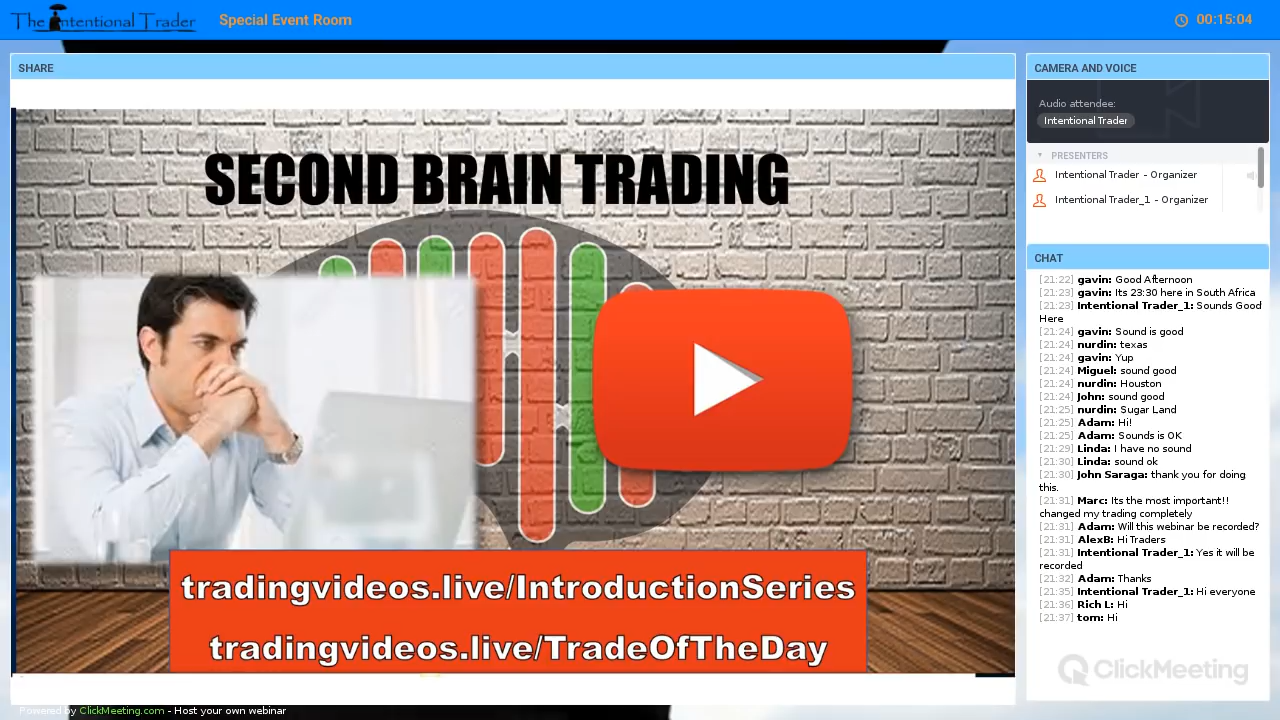 The Intentional Trader
Special Event Room
00:15:04
SHARE
SECOND BRAIN TRADING
tradingvideos.live/IntroductionSeries
tradingvideos.live/TradeOfTheDay
Powered by ClickMeeting.com - Host your own webinar
CAMERA AND VOICE
Audio attendee:
Intentional Trader
PRESENTERS
Intentional Trader - Organizer
Intentional Trader_1 - Organizer
CHAT
[21:22] gavin: Good Afternoon
[21:23] gavin: Its 23:30 here in South Africa
[21:23] Intentional Trader_1: Sounds Good
Here
[21:24] gavin: Sound is good
[21:24] nurdin: texas
[21:24] gavin: Yup
[21:24] Miguel: sound good
[21:24] nurdin: Houston
[21:24] John: sound good
[21:25] nurdin: Sugar Land
[21:25] Adam: Hi!
[21:25] Adam: Sounds is OK
[21:29] Linda: I have no sound
[21:30] Linda: sound ok
[21:30] John Saraga: thank you for doing
this.
[21:31] Marc: Its the most important!!
changed my trading completely
[21:31] Adam: Will this webinar be recorded?
[21:31] AlexB: Hi Traders
[21:31] Intentional Trader_1: Yes it will be
recorded
[21:32] Adam: Thanks
[21:35] Intentional Trader_1: Hi everyone
[21:36] Rich L: Hi
[21:37] tom: Hi
ClickMeeting